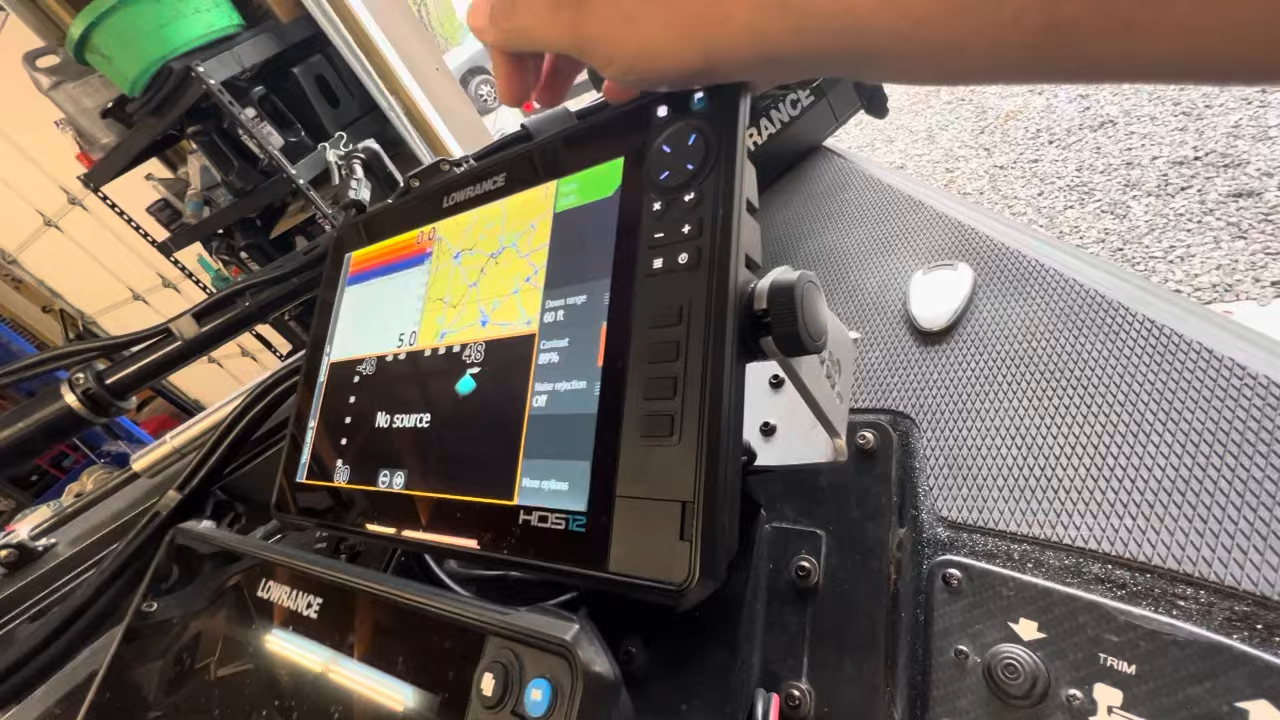 RANCE
LOWRANCE
0.0
5.0
-48
48
No source
60
Down range
60 ft
Contrast
89%
Noise rejection
Off
More options
HDS12
LOWRANCE
TRIM